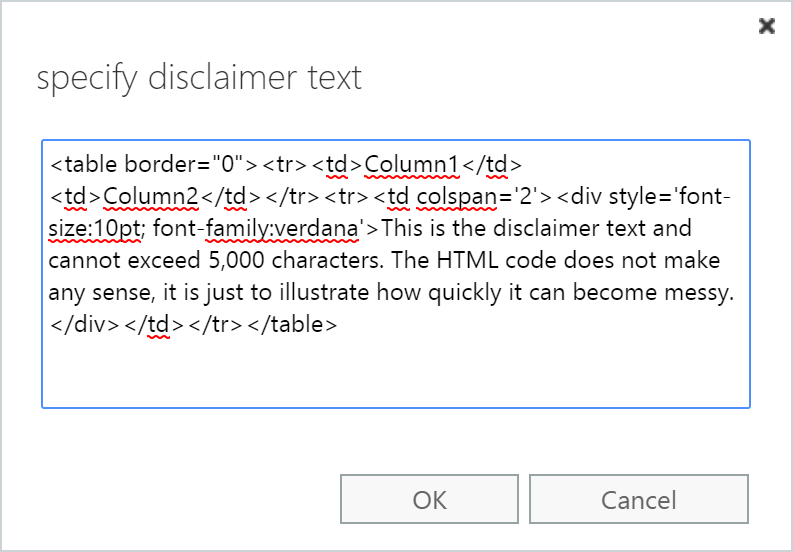 specify disclaimer text
<table border="0"><tr><td>Column1</td>
<td>Column2</td></tr><tr><td colspan='2'><div style='font-
size:10pt; font-family:verdana'>This is the disclaimer text and
cannot exceed 5,000 characters. The HTML code does not make
any sense, it is just to illustrate how quickly it can become messy.
</div></td></tr></table>
OK Cancel